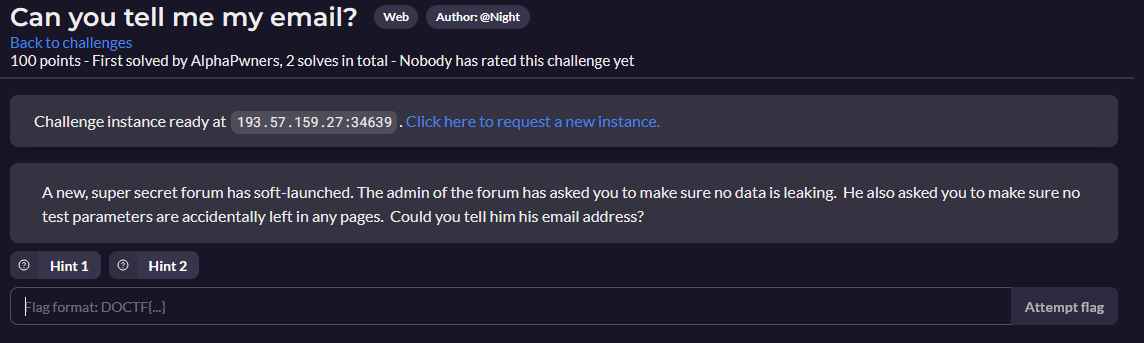 Can you tell me my email? Web Author: @Night
Back to challenges
100 points - First solved by AlphaPwners, 2 solves in total - Nobody has rated this challenge yet
Challenge instance ready at 193.57.159.27:34639 . Click here to request a new instance.
A new, super secret forum has soft-launched. The admin of the forum has asked you to make sure no data is leaking. He also asked you to make sure no
test parameters are accidentally left in any pages. Could you tell him his email address?
Hint 1 Hint 2
Flag format: DOCTF{...} Attempt flag